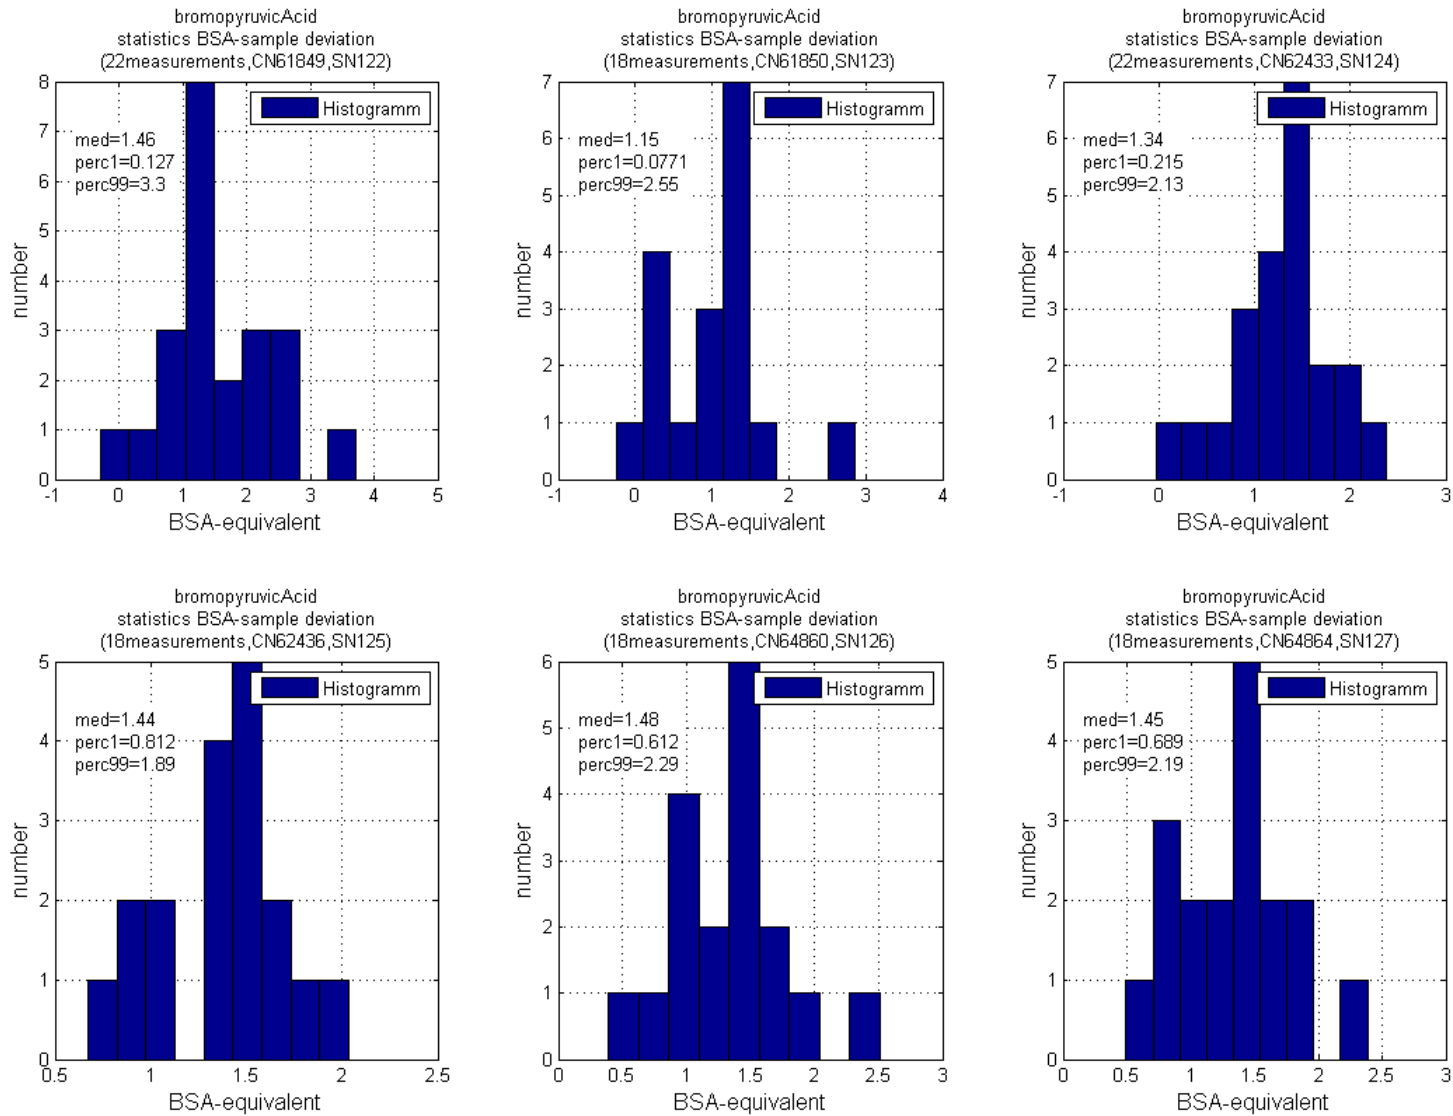 bromopyruvicAcid
statistics BSA-sample deviation
(22measurements,CN61849,SN122)
8
7
6
5
4
3
2
1
0
number
Histogramm
med=1.46
perc1=0.127
perc99=3.3
-1 0 1 2 3 4 5
BSA-equivalent
bromopyruvicAcid
statistics BSA-sample deviation
(18measurements,CN61850,SN123)
7
6
5
4
3
2
1
0
number
Histogramm
med=1.15
perc1=0.0771
perc99=2.55
-1 0 1 2 3 4
BSA-equivalent
bromopyruvicAcid
statistics BSA-sample deviation
(22measurements,CN62433,SN124)
7
6
5
4
3
2
1
0
number
Histogramm
med=1.34
perc1=0.215
perc99=2.13
-1 0 1 2 3
BSA-equivalent
bromopyruvicAcid
statistics BSA-sample deviation
(18measurements,CN62436,SN125)
5
4
3
2
1
0
number
Histogramm
med=1.44
perc1=0.812
perc99=1.89
0.5 1 1.5 2 2.5
BSA-equivalent
bromopyruvicAcid
statistics BSA-sample deviation
(18measurements,CN64860,SN126)
6
5
4
3
2
1
0
number
Histogramm
med=1.48
perc1=0.612
perc99=2.29
0 0.5 1 1.5 2 2.5 3
BSA-equivalent
bromopyruvicAcid
statistics BSA-sample deviation
(18measurements,CN64864,SN127)
5
4
3
2
1
0
number
Histogramm
med=1.45
perc1=0.689
perc99=2.19
0 0.5 1 1.5 2 2.5 3
BSA-equivalent